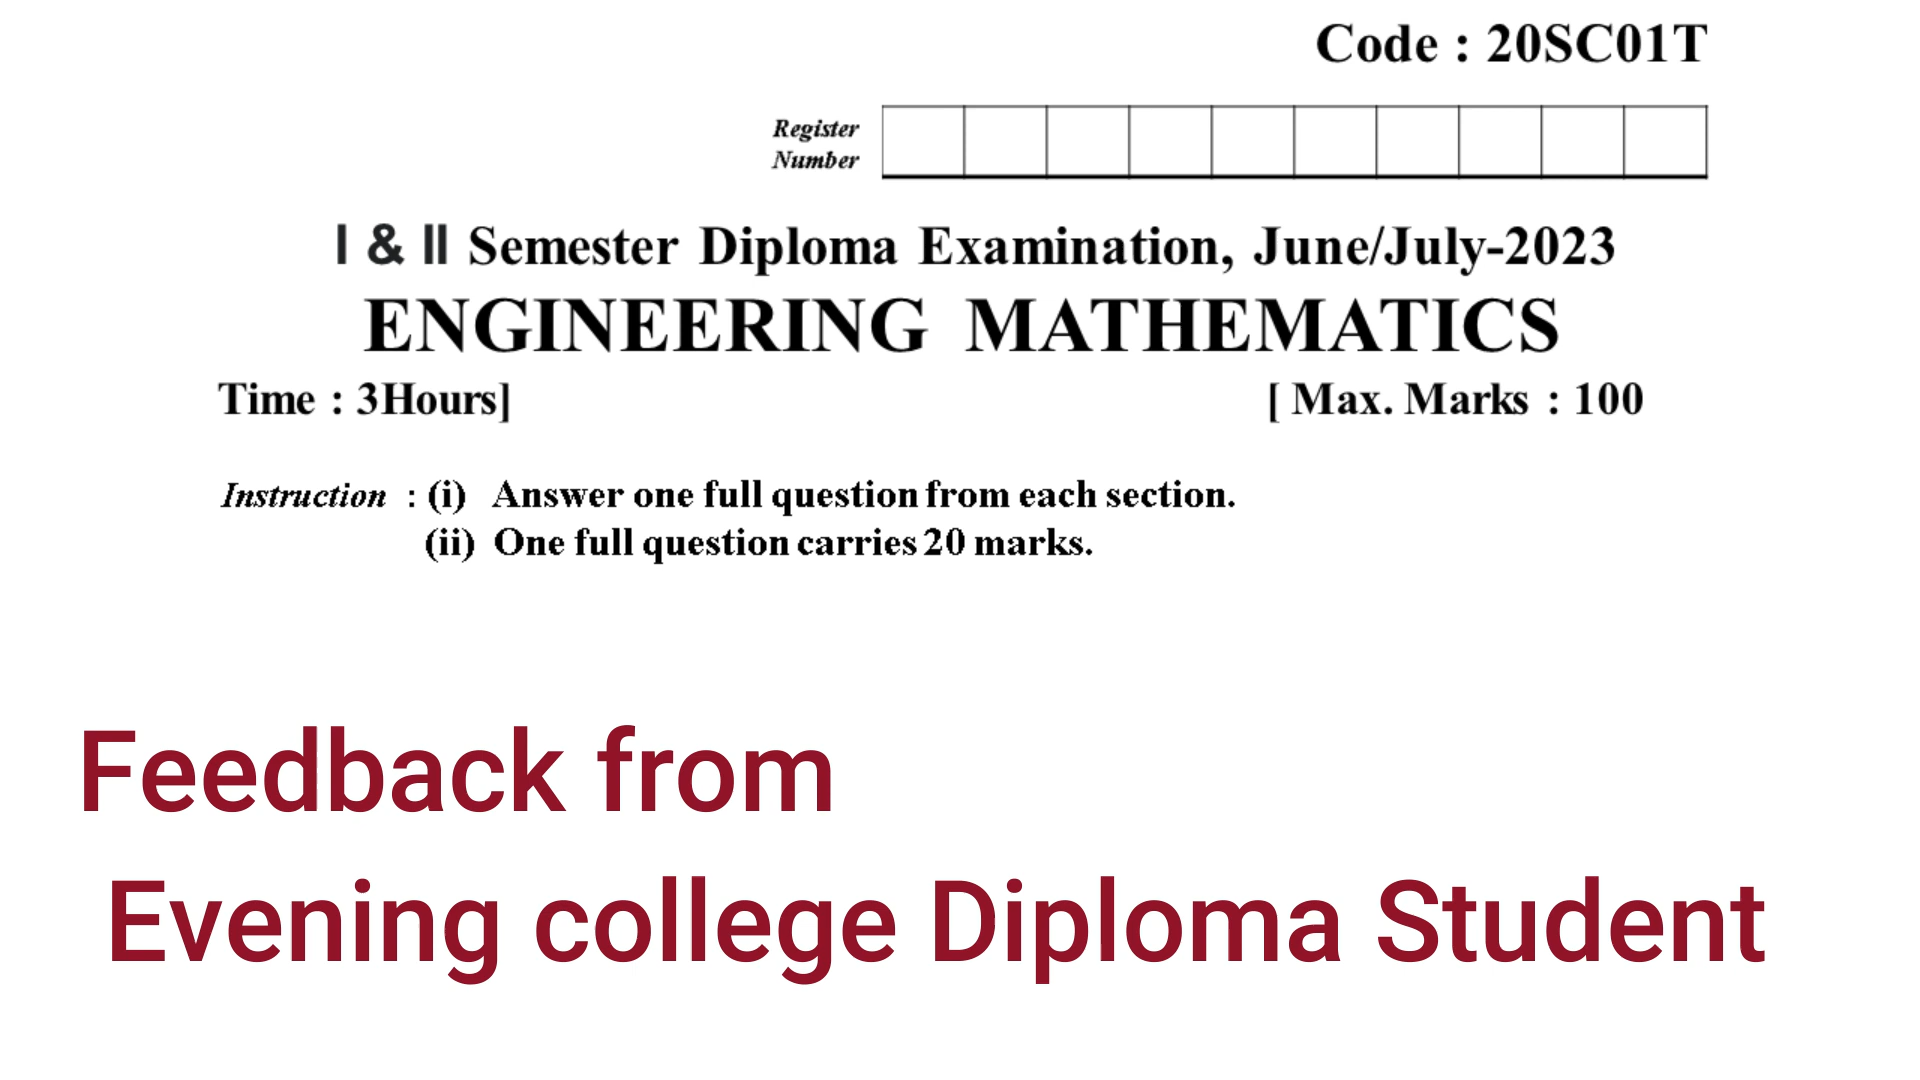 Code : 20SC01T
Register
Number
I & II Semester Diploma Examination, June/July-2023
ENGINEERING MATHEMATICS
Time : 3Hours] [ Max. Marks : 100
Instruction : (i) Answer one full question from each section.
(ii) One full question carries 20 marks.
Feedback from
Evening college Diploma Student